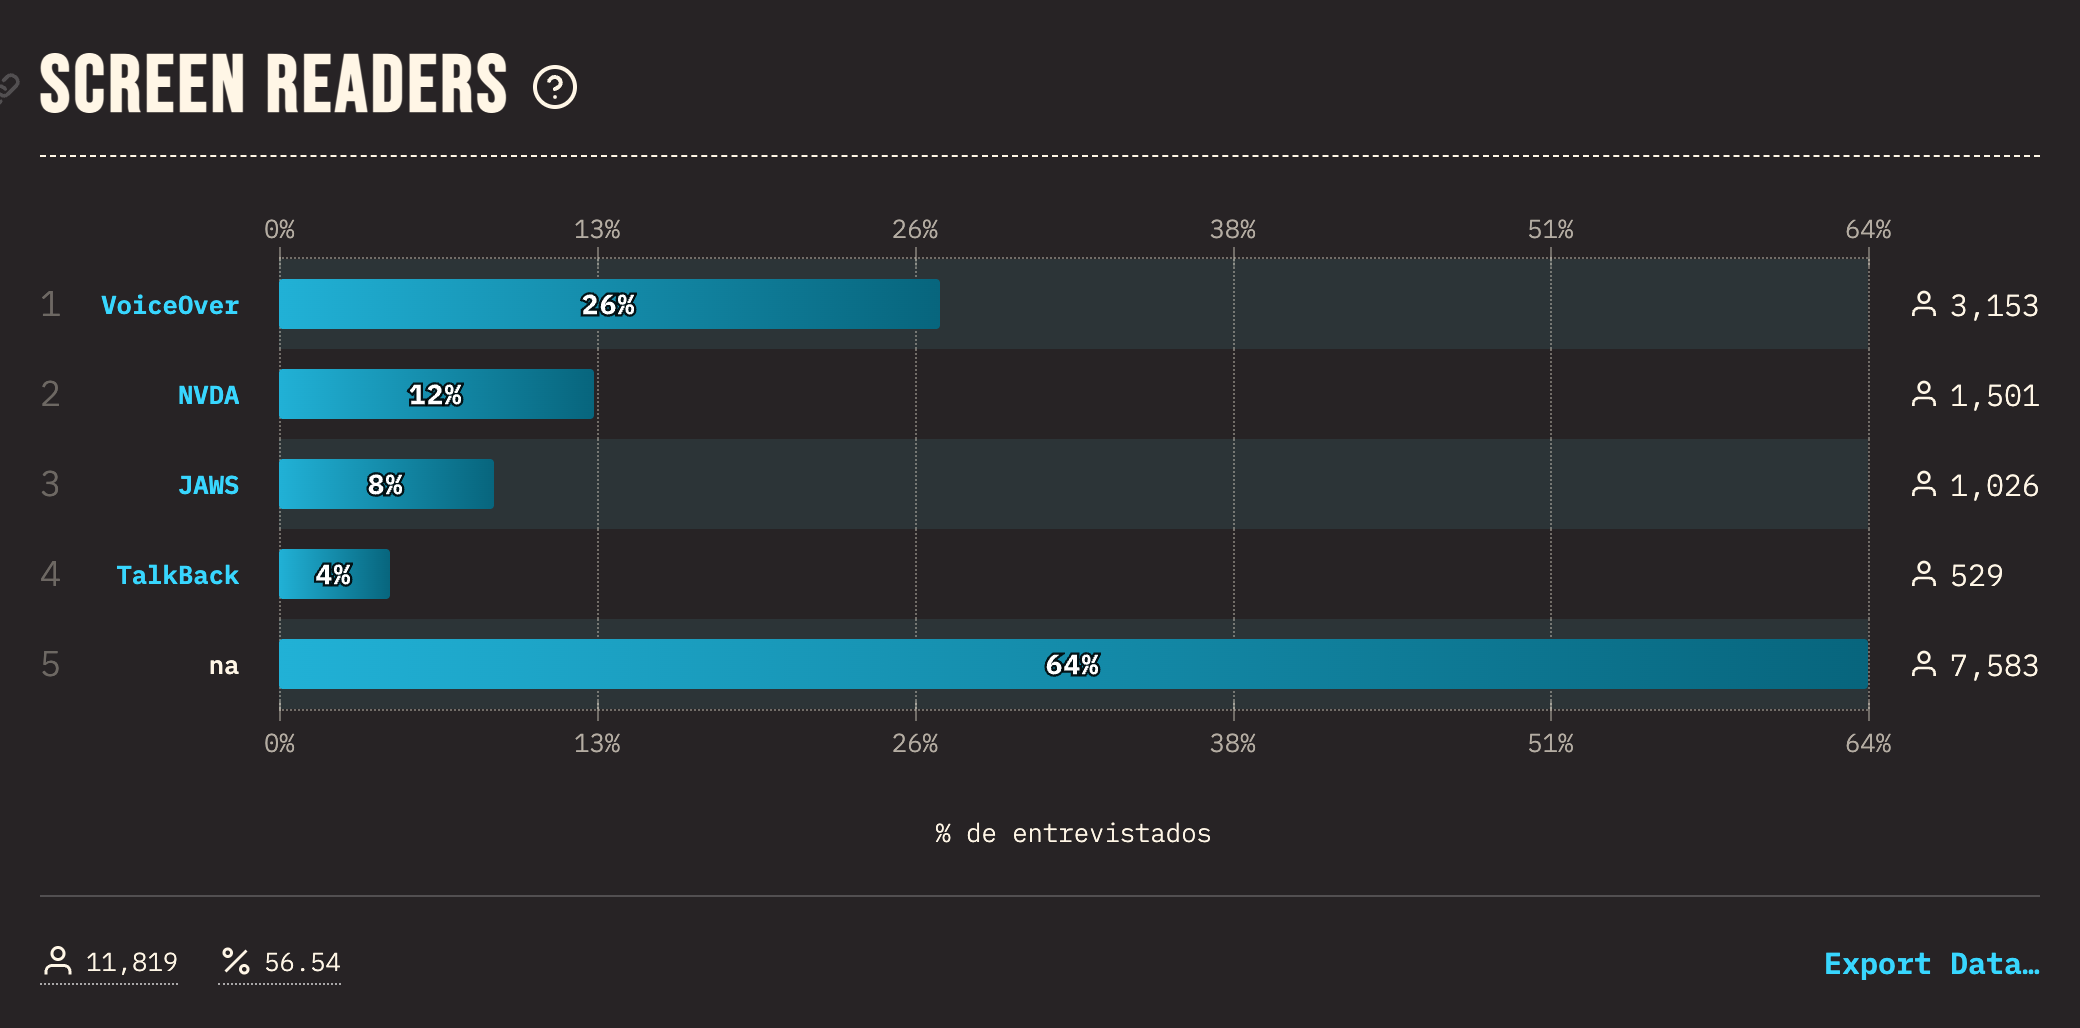 SCREEN READERS ?
0% 13% 26% 38% 51% 64%
1 VoiceOver 26% 3,153
2 NVDA 12% 1,501
3 JAWS 8% 1,026
4 TalkBack 4% 529
5 na 64% 7,583
0% 13% 26% 38% 51% 64%
% de entrevistados
11,819 % 56.54 Export Data…